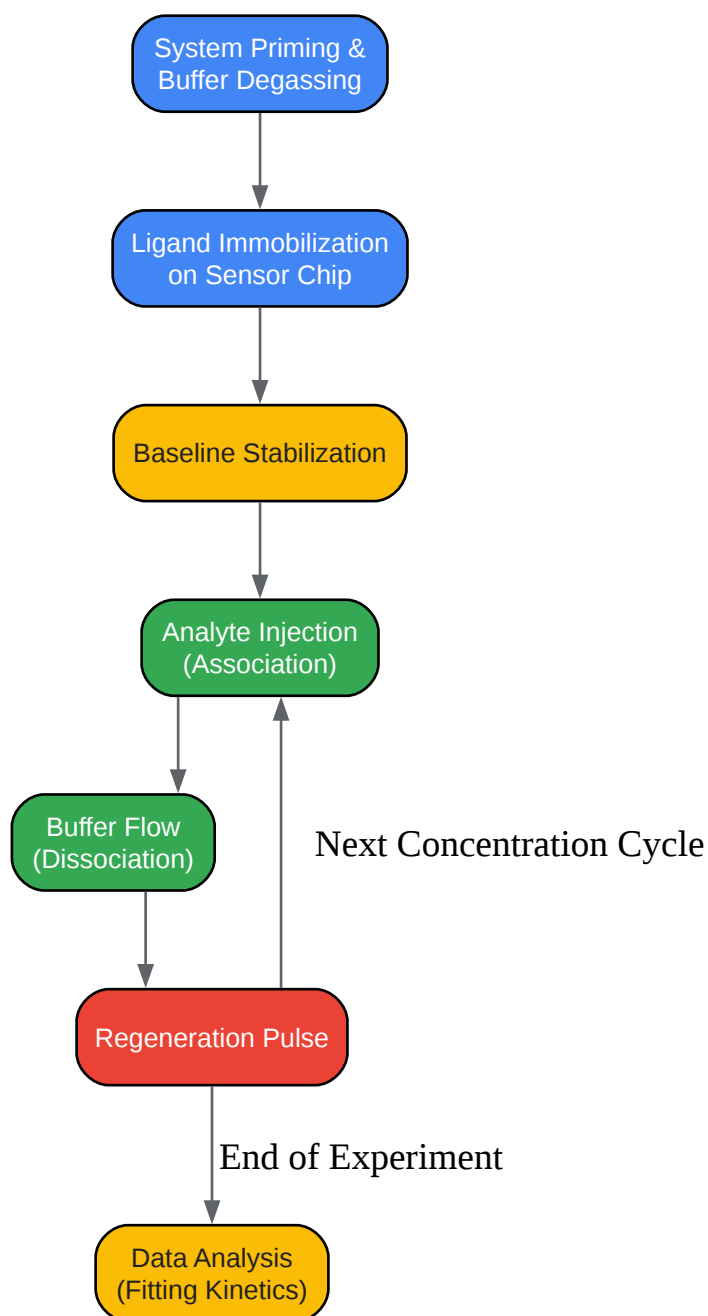 System Priming &
Buffer Degassing
Ligand Immobilization
on Sensor Chip
Baseline Stabilization
Analyte Injection
(Association)
Buffer Flow
(Dissociation)
Next Concentration Cycle
Regeneration Pulse
End of Experiment
Data Analysis
(Fitting Kinetics)